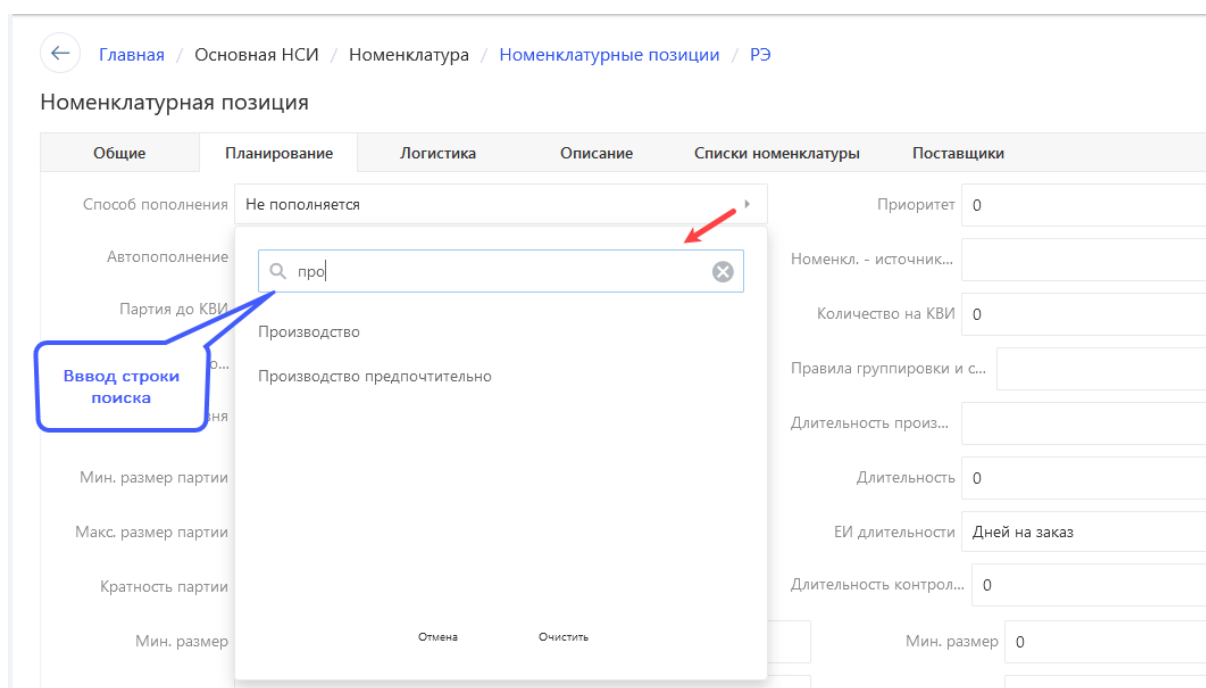 Главная / Основная НСИ / Номенклатура / Номенклатурные позиции / РЭ
Номенклатурная позиция
Общие Планирование Логистика Описание Списки номенклатуры Поставщики
Способ пополнения Не пополняется Приоритет 0
Автопополнение Номенкл. - источник...
про
Партия до КВИ Количество на КВИ 0
Производство
о... Правила группировки и с...
Производство предпочтительно
Вввод строки
поиска
вня Длительность произ...
Мин. размер партии Длительность 0
Макс. размер партии ЕИ длительности Дней на заказ
Кратность партии Длительность контрол... 0
Мин. размер Отмена Очистить Мин. размер 0